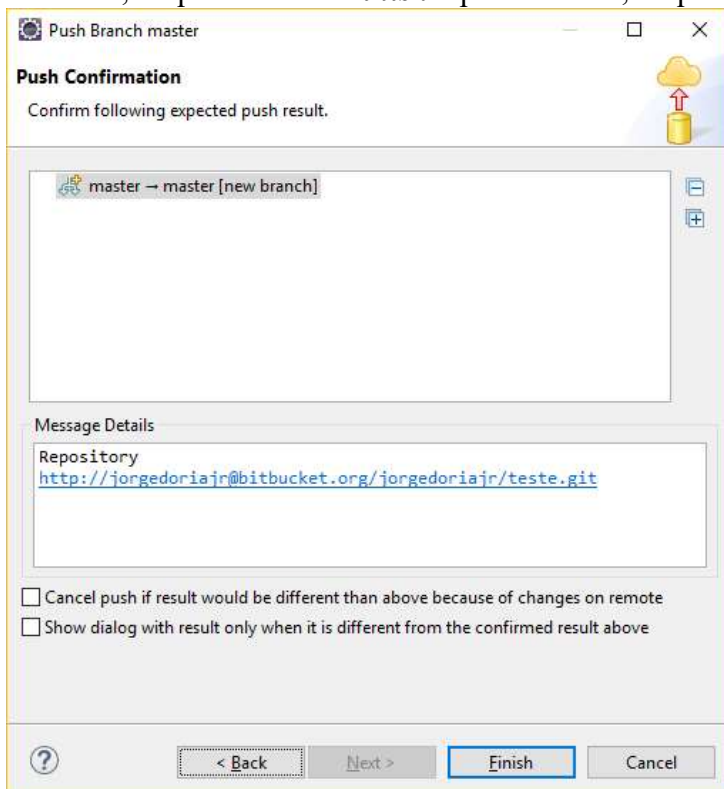 Push Branch master
Push Confirmation
Confirm following expected push result.
master → master [new branch]
Message Details
Repository
http://jorgedoriajr@bitbucket.org/jorgedoriajr/teste.git
Cancel push if result would be different than above because of changes on remote
Show dialog with result only when it is different from the confirmed result above
< Back Next > Finish Cancel